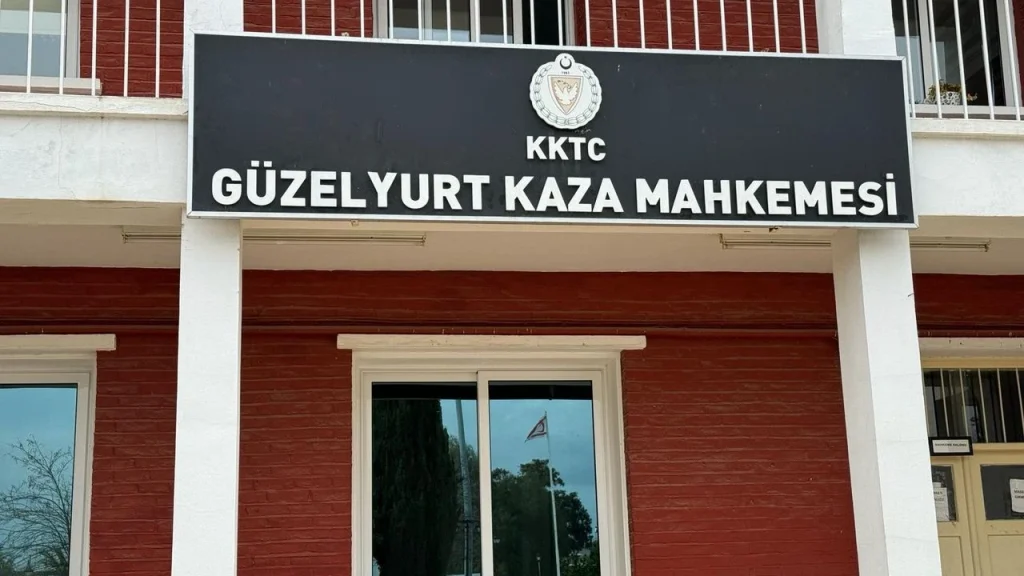 KKTC
GÜZELYURT KAZA MAHKEMESİ